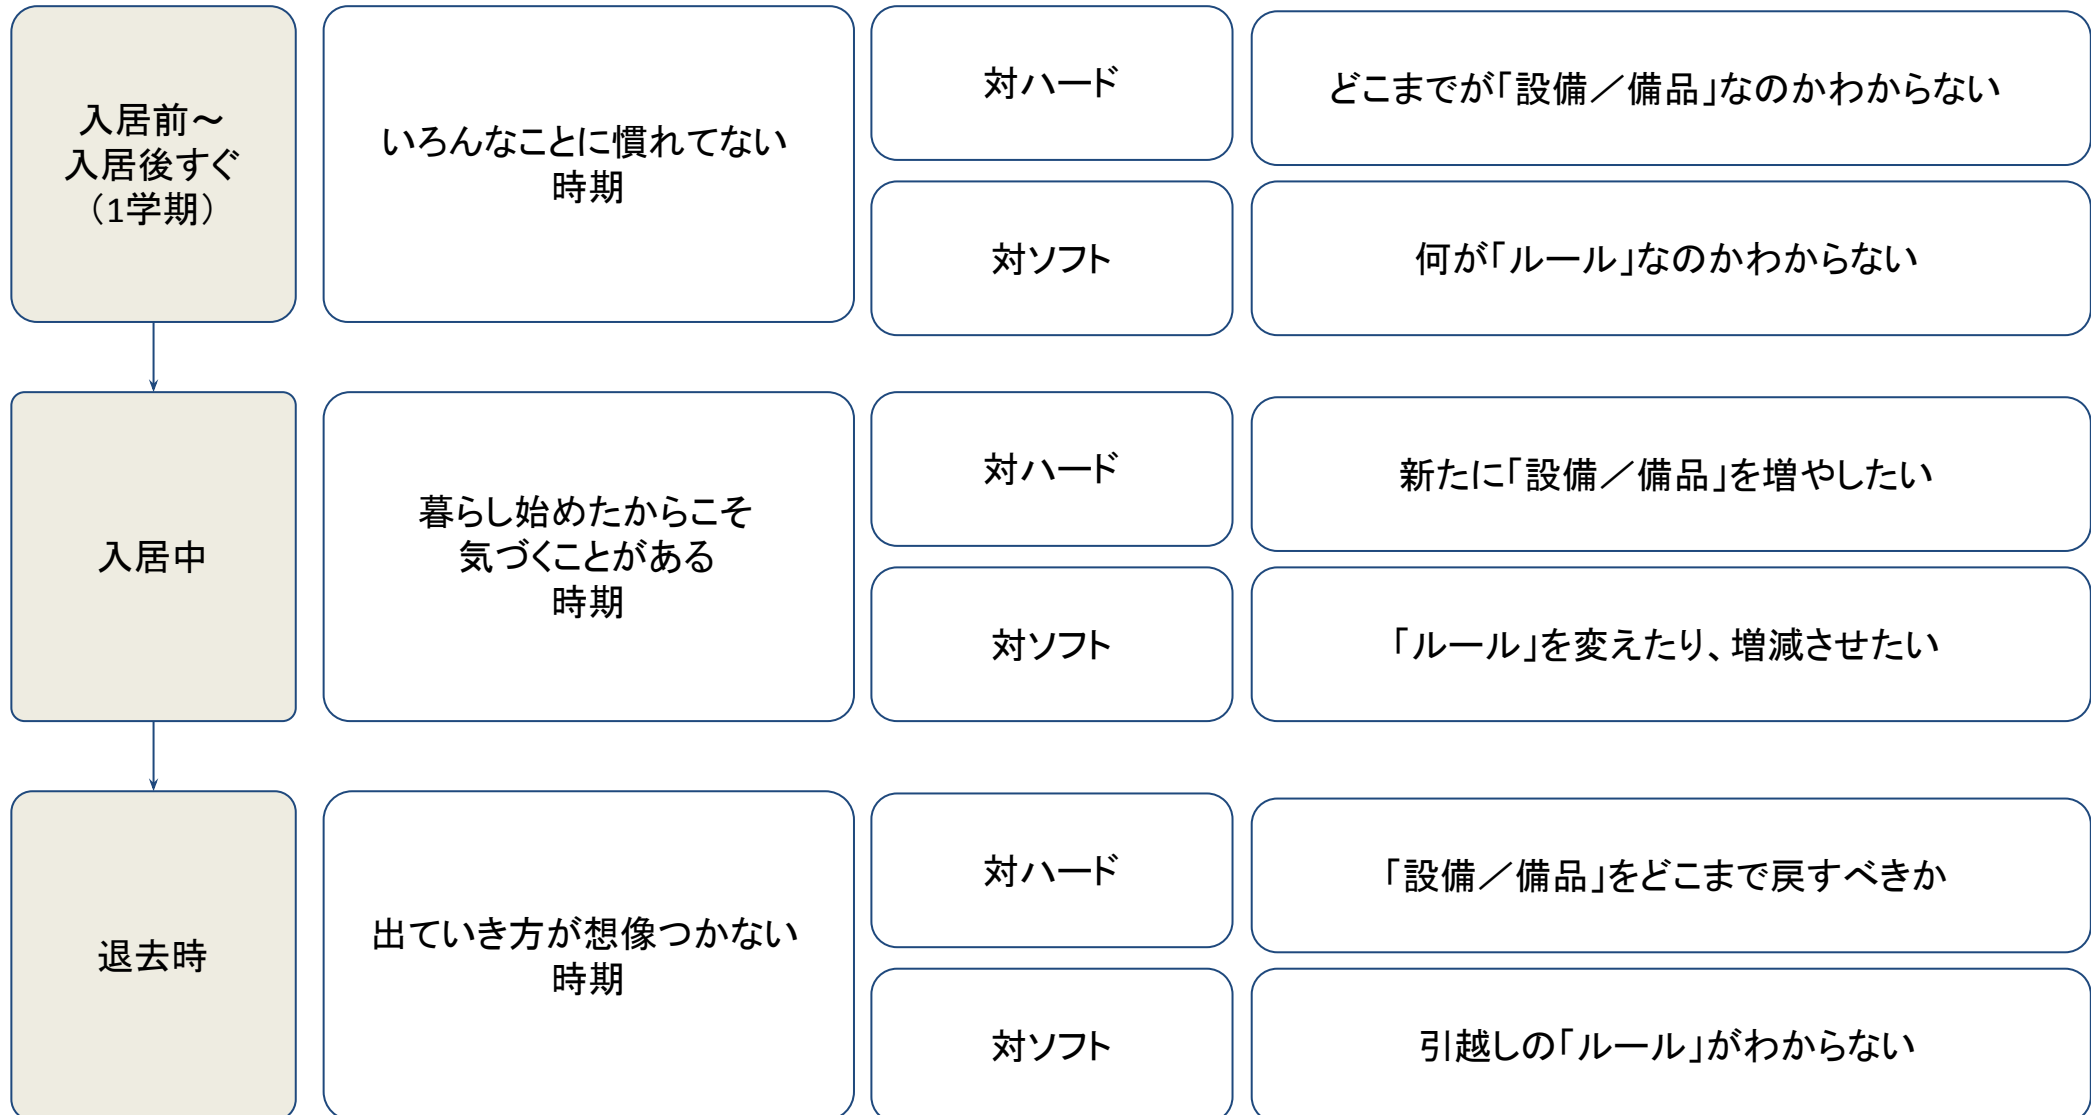 入居前～
入居後すぐ
（1学期）
いろんなことに慣れてない
時期
対ハード
どこまでが「設備／備品」なのかわからない
対ソフト
何が「ルール」なのかわからない
入居中
暮らし始めたからこそ
気づくことがある
時期
対ハード
新たに「設備／備品」を増やしたい
対ソフト
「ルール」を変えたり、増減させたい
退去時
出ていき方が想像つかない
時期
対ハード
「設備／備品」をどこまで戻すべきか
対ソフト
引越しの「ルール」がわからない